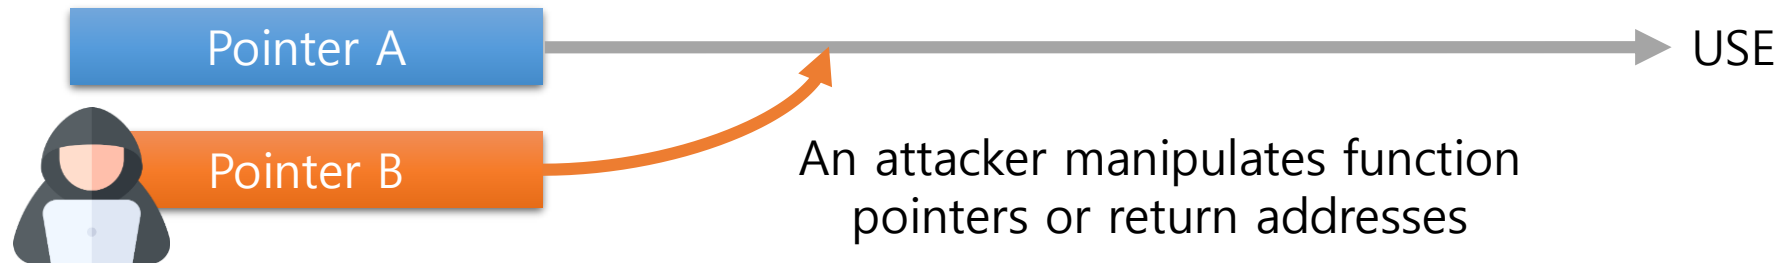 Pointer A
USE
Pointer B
An attacker manipulates function
pointers or return addresses